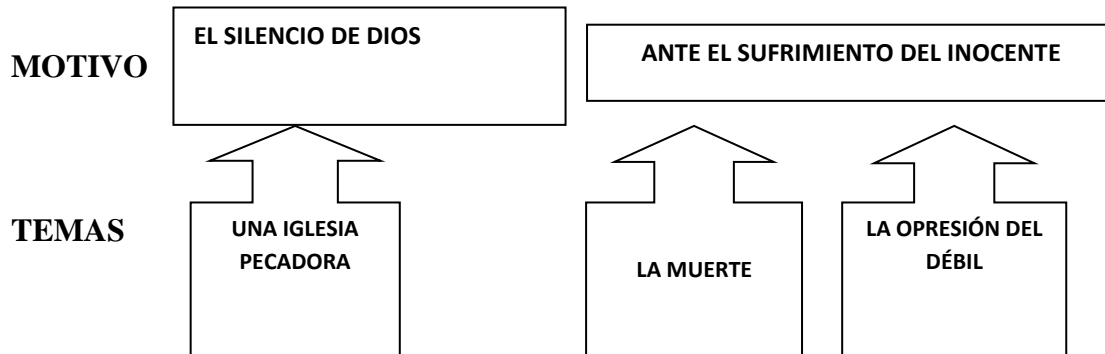 MOTIVO
EL SILENCIO DE DIOS
ANTE EL SUFRIMIENTO DEL INOCENTE
TEMAS
UNA IGLESIA
PECADORA
LA MUERTE
LA OPRESIÓN DEL
DÉBIL